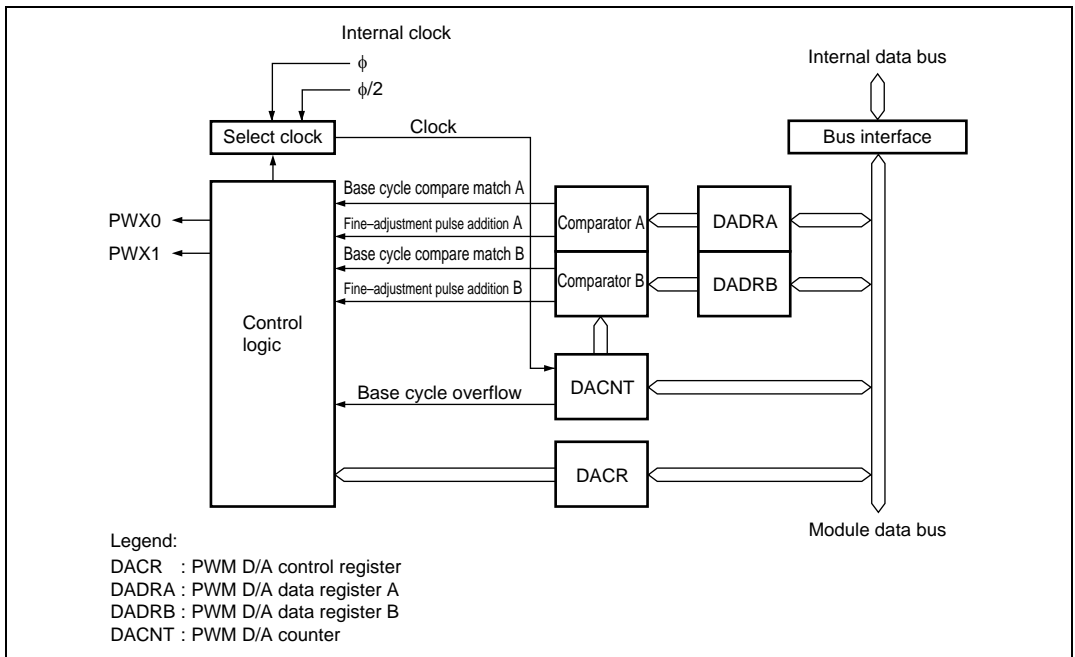 Internal clock
ϕ
ϕ/2
Internal data bus
Select clock
Clock
Bus interface
Base cycle compare match A
Fine–adjustment pulse addition A
Base cycle compare match B
Fine–adjustment pulse addition B
Comparator A
DADRA
Comparator B
DADRB
PWX0
PWX1
Control
logic
DACNT
Base cycle overflow
DACR
Module data bus
Legend:
DACR : PWM D/A control register
DADRA : PWM D/A data register A
DADRB : PWM D/A data register B
DACNT : PWM D/A counter